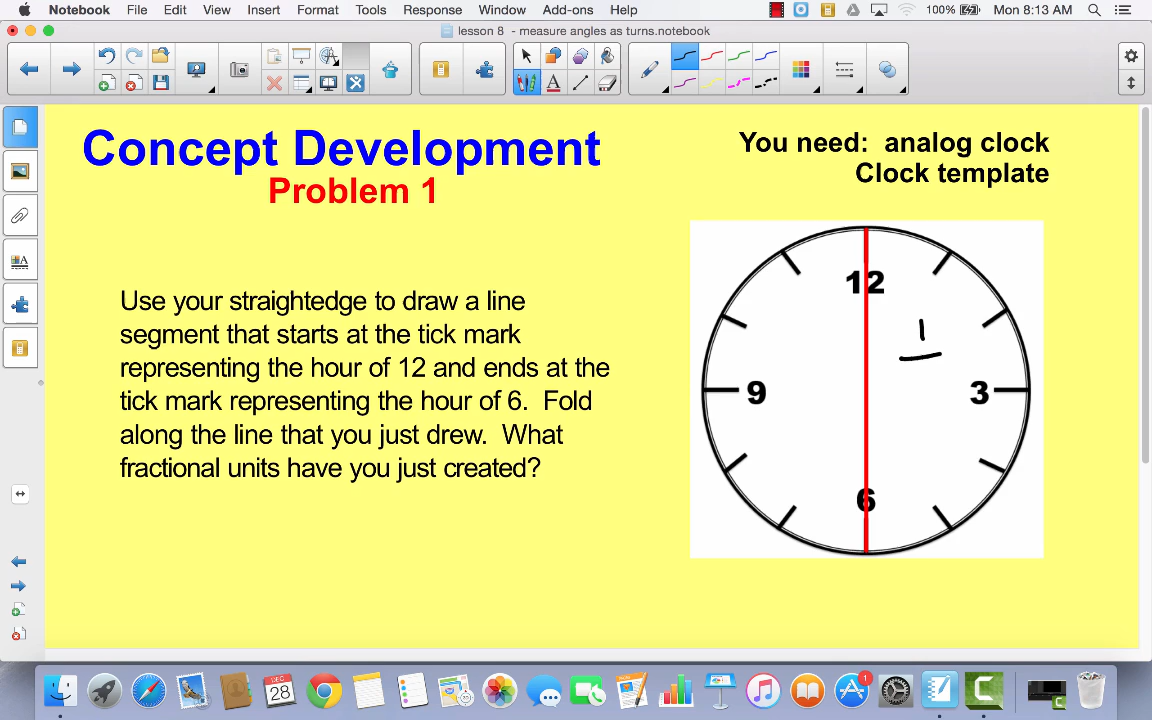 Notebook File Edit View Insert Format Tools Response Window Add-ons Help 100% Mon 8:13 AM
lesson 8 - measure angles as turns.notebook
Concept Development
Problem 1
You need: analog clock
Clock template
Use your straightedge to draw a line
segment that starts at the tick mark
representing the hour of 12 and ends at the
tick mark representing the hour of 6. Fold
along the line that you just drew. What
fractional units have you just created?
12
1
9
3
6
DEC
28
1